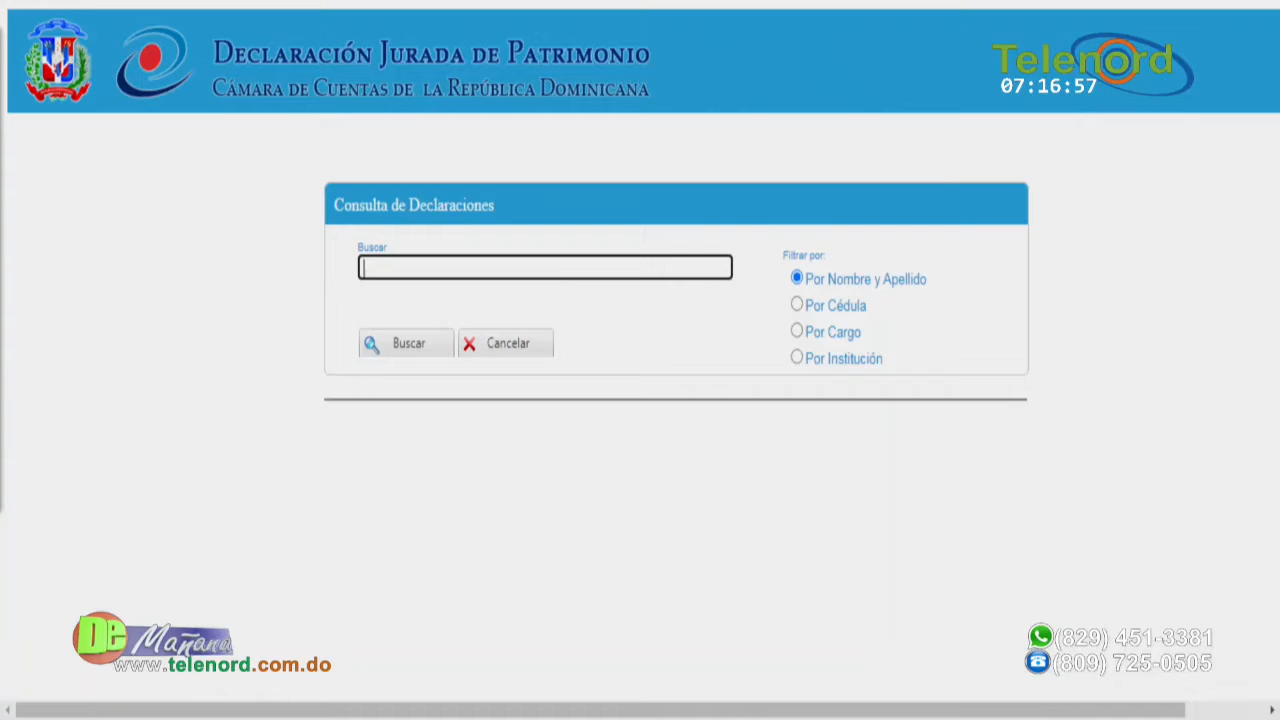 DECLARACIÓN JURADA DE PATRIMONIO
CÁMARA DE CUENTAS DE LA REPÚBLICA DOMINICANA
Telenord
07:16:57
Consulta de Declaraciones
Buscar
Filtrar por:
Por Nombre y Apellido
Por Cédula
Por Cargo
Por Institución
Buscar
Cancelar
De Mañana
www.telenord.com.do
(829) 451-3381
(809) 725-0505